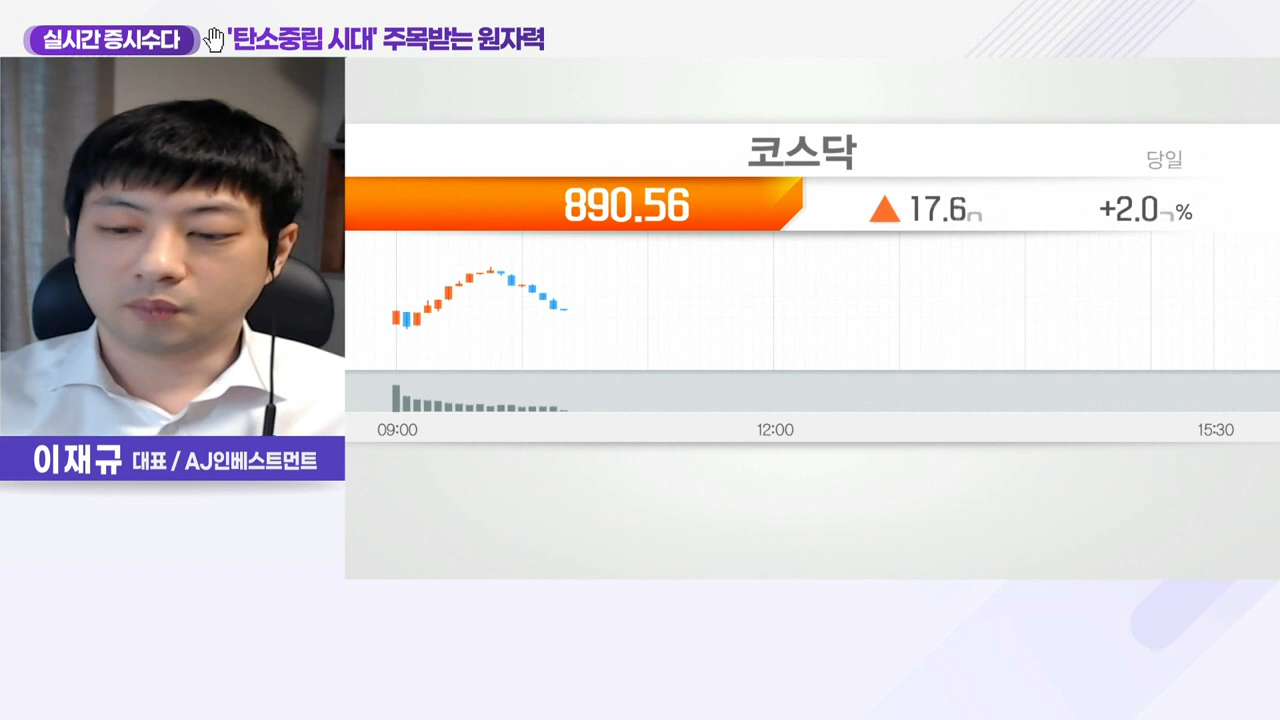 실시간 증시수다 '탄소중립 시대' 주목받는 원자력
코스닥
당일
890.56 ▲ 17.6 +2.0 %
09:00 12:00 15:30
이재규 대표 / AJ인베스트먼트